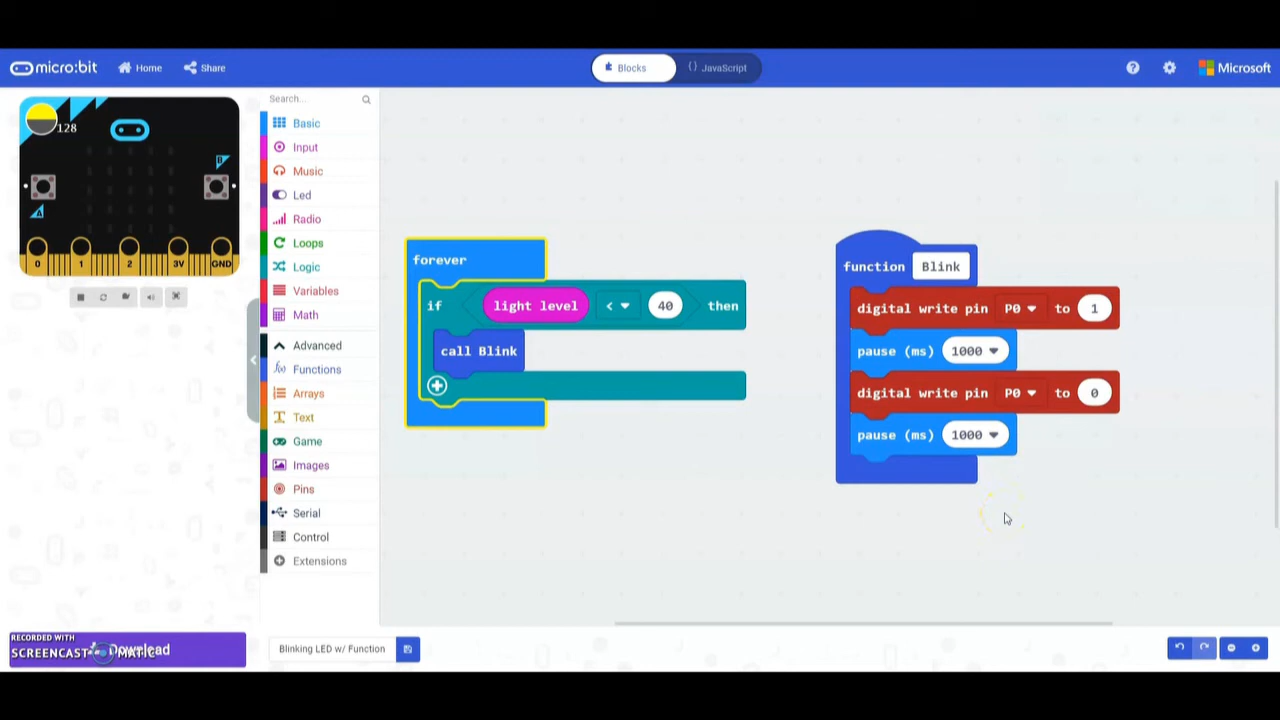 micro:bit
Home
Share
Blocks
{} JavaScript
?
Microsoft
128
B
A
0 1 2 3V GND
Search...
Basic
Input
Music
Led
Radio
Loops
Logic
Variables
Math
Advanced
Functions
Arrays
Text
Game
Images
Pins
Serial
Control
Extensions
forever
if light level < 40 then
call Blink
function Blink
digital write pin P0 to 1
pause (ms) 1000
digital write pin P0 to 0
pause (ms) 1000
RECORDED WITH
SCREENCAST MATIC
Download
Blinking LED w/ Function